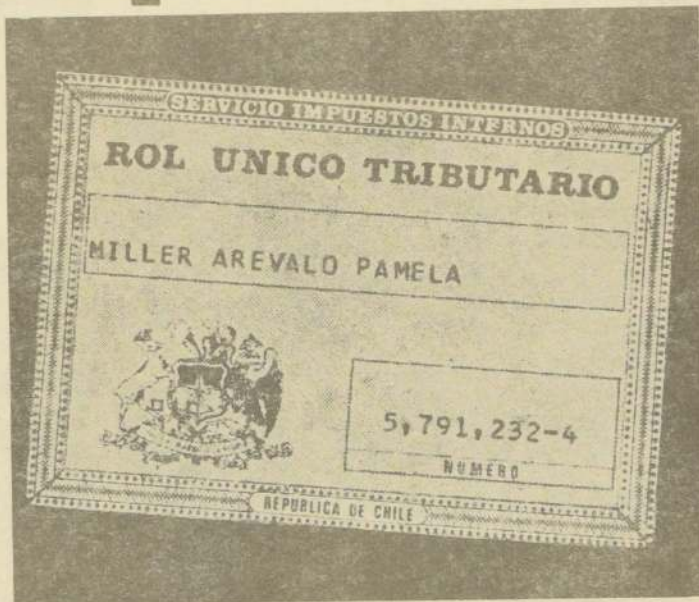 SERVICIO IMPUESTOS INTERNOS
ROL UNICO TRIBUTARIO
MILLER AREVALO PAMELA
5,791,232-4
NUMERO
REPUBLICA DE CHILE